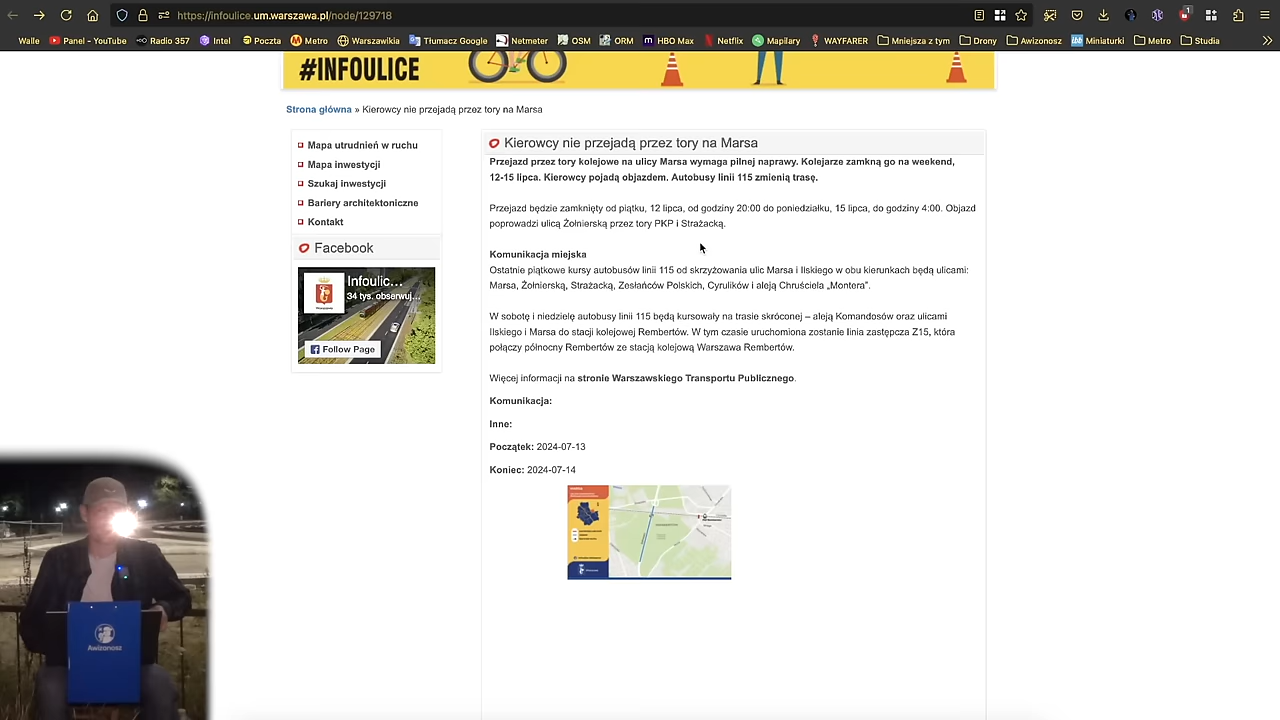 https://infoulice.um.warszawa.pl/node/129718
Walle Panel - YouTube Radio 357 Intel Poczta Metro Warszawikia Tłumacz Google Netmeter OSM ORM HBO Max Netflix Mapilary WAYFARER Mniejsza z tym Drony Awizonosz Miniaturki Metro Studia
#INFOULICE
Strona główna » Kierowcy nie przejadą przez tory na Marsa
Mapa utrudnień w ruchu
Mapa inwestycji
Szukaj inwestycji
Bariery architektoniczne
Kontakt
Facebook
Infoulic...
34 tys. obserwuj...
Follow Page
Kierowcy nie przejadą przez tory na Marsa
Przejazd przez tory kolejowe na ulicy Marsa wymaga pilnej naprawy. Kolejarze zamkną go na weekend,
12-15 lipca. Kierowcy pojadą objazdem. Autobusy linii 115 zmienią trasę.
Przejazd będzie zamknięty od piątku, 12 lipca, od godziny 20:00 do poniedziałku, 15 lipca, do godziny 4:00. Objazd
poprowadzi ulicą Żołnierską przez tory PKP i Strażacką.
Komunikacja miejska
Ostatnie piątkowe kursy autobusów linii 115 od skrzyżowania ulic Marsa i Ilskiego w obu kierunkach będą ulicami:
Marsa, Żołnierską, Strażacką, Zesłańców Polskich, Cyrulików i aleją Chruściela „Montera”.
W sobotę i niedzielę autobusy linii 115 będą kursowały na trasie skróconej – aleją Komandosów oraz ulicami
Ilskiego i Marsa do stacji kolejowej Rembertów. W tym czasie uruchomiona zostanie linia zastępcza Z15, która
połączy północny Rembertów ze stacją kolejową Warszawa Rembertów.
Więcej informacji na stronie Warszawskiego Transportu Publicznego.
Komunikacja:
Inne:
Początek: 2024-07-13
Koniec: 2024-07-14
Awizonosz